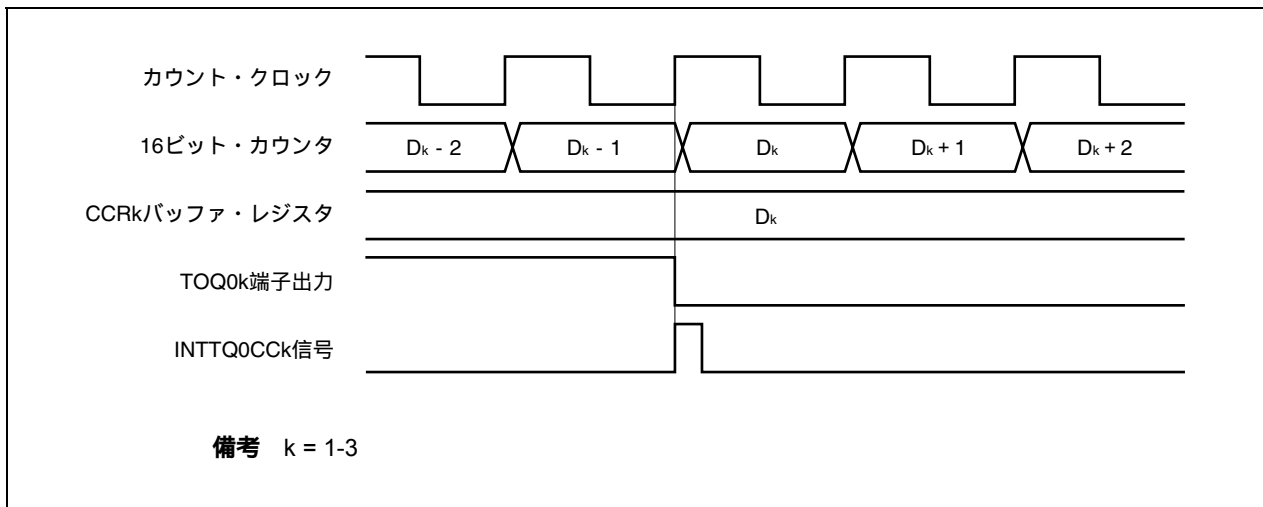 カウント・クロック
16ビット・カウンタ Dk - 2 Dk - 1 Dk Dk + 1 Dk + 2
CCRkバッファ・レジスタ Dk
TOQ0k端子出力
INTTQ0CCk信号
備考 k = 1-3